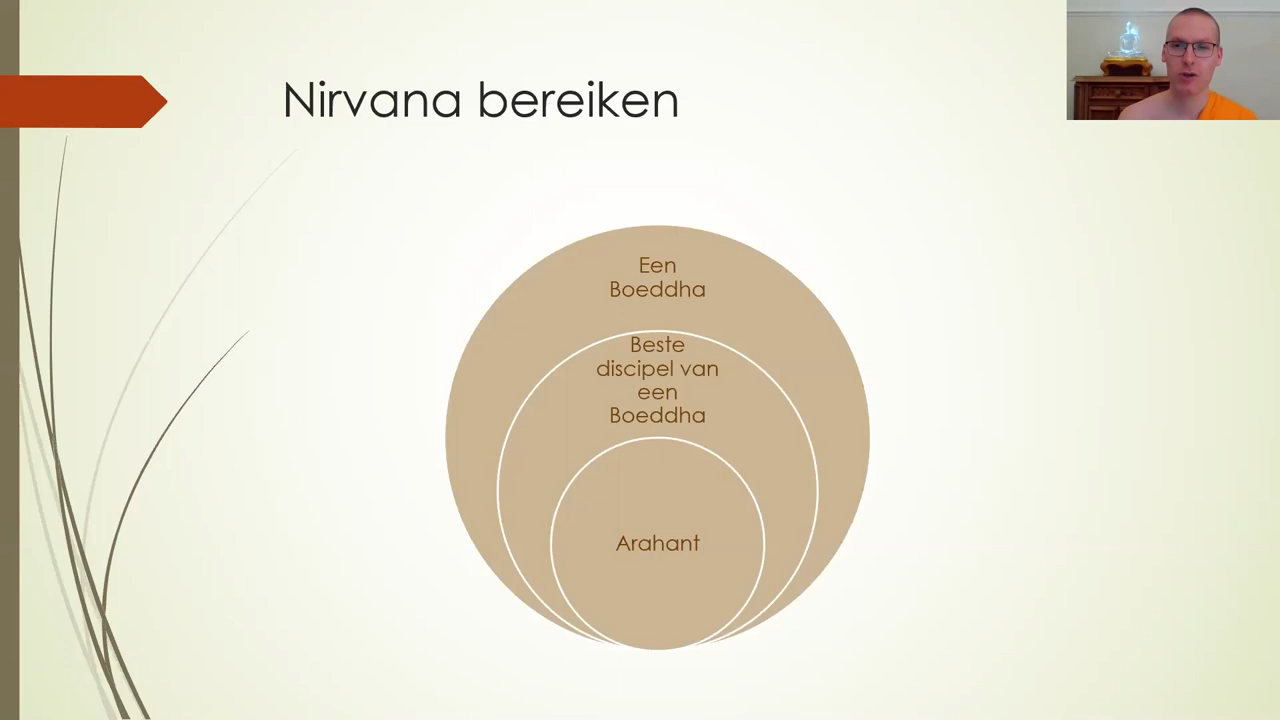 Nirvana bereiken
Een
Boeddha
Beste
discipel van
een
Boeddha
Arahant